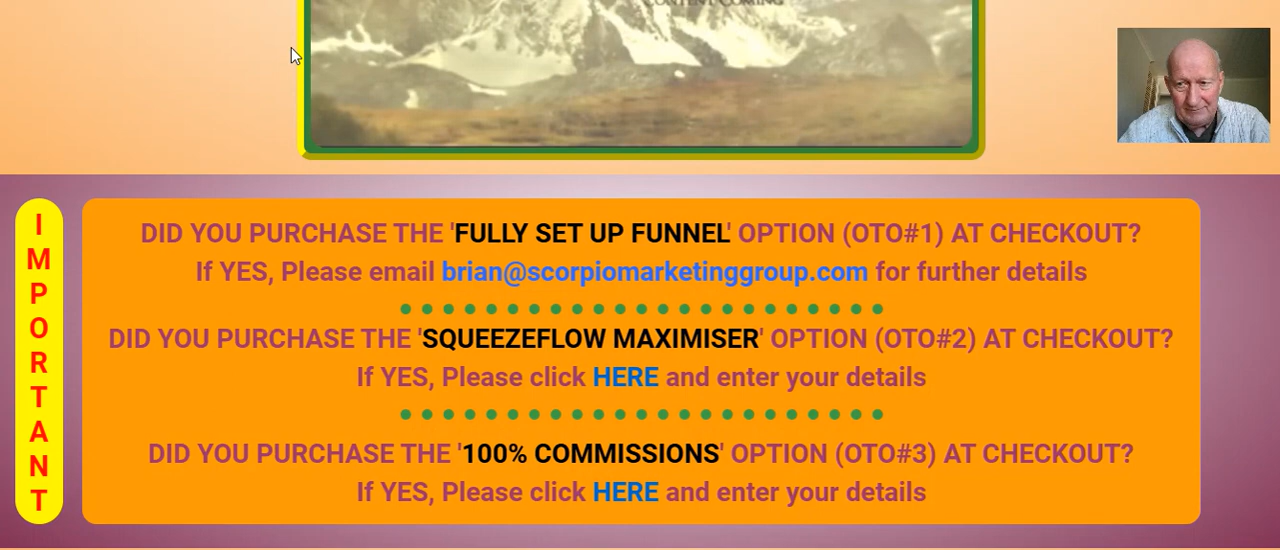 CONTENT COMING
IMPORTANT
DID YOU PURCHASE THE 'FULLY SET UP FUNNEL' OPTION (OTO#1) AT CHECKOUT?
If YES, Please email brian@scorpiomarketinggroup.com for further details
DID YOU PURCHASE THE 'SQUEEZEFLOW MAXIMISER' OPTION (OTO#2) AT CHECKOUT?
If YES, Please click HERE and enter your details
DID YOU PURCHASE THE '100% COMMISSIONS' OPTION (OTO#3) AT CHECKOUT?
If YES, Please click HERE and enter your details